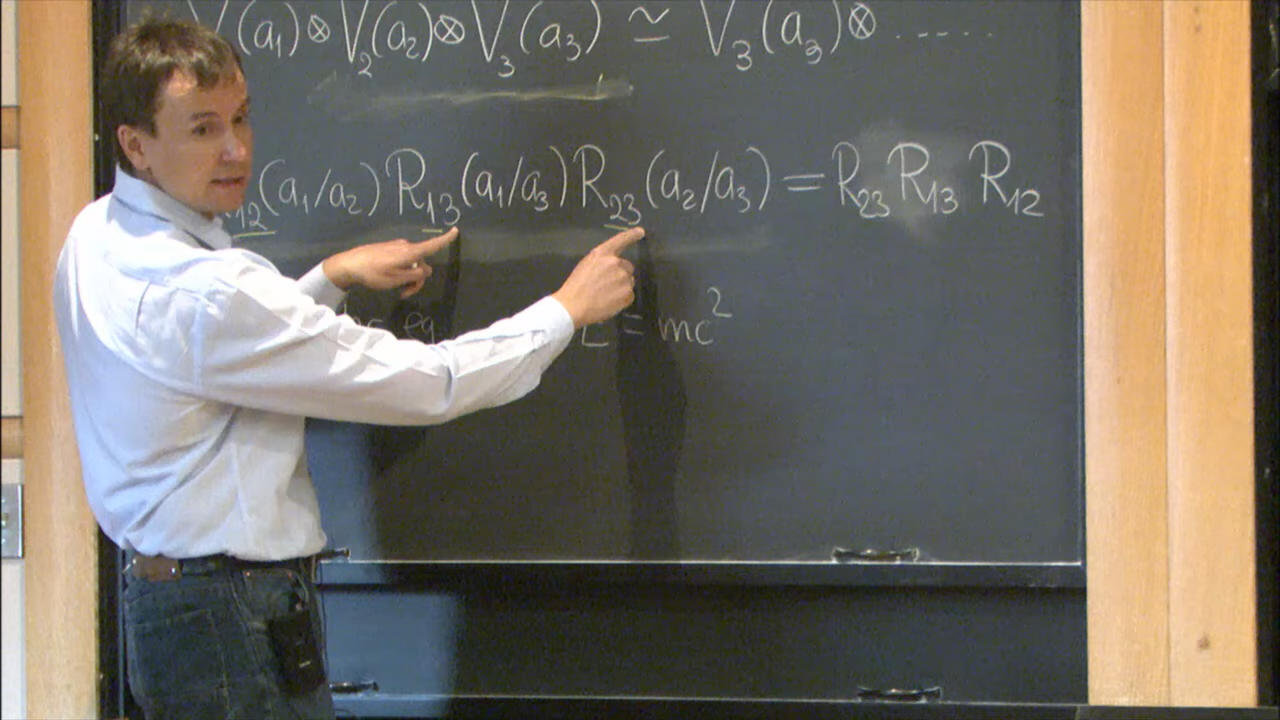 V(a₁)⊗V₂(a₂)⊗V₃(a₃) ≃ V₃(a₃)⊗.....
₁₂(a₁/a₂) R₁₃(a₁/a₃) R₂₃(a₂/a₃) = R₂₃ R₁₃ R₁₂
eq = mc²